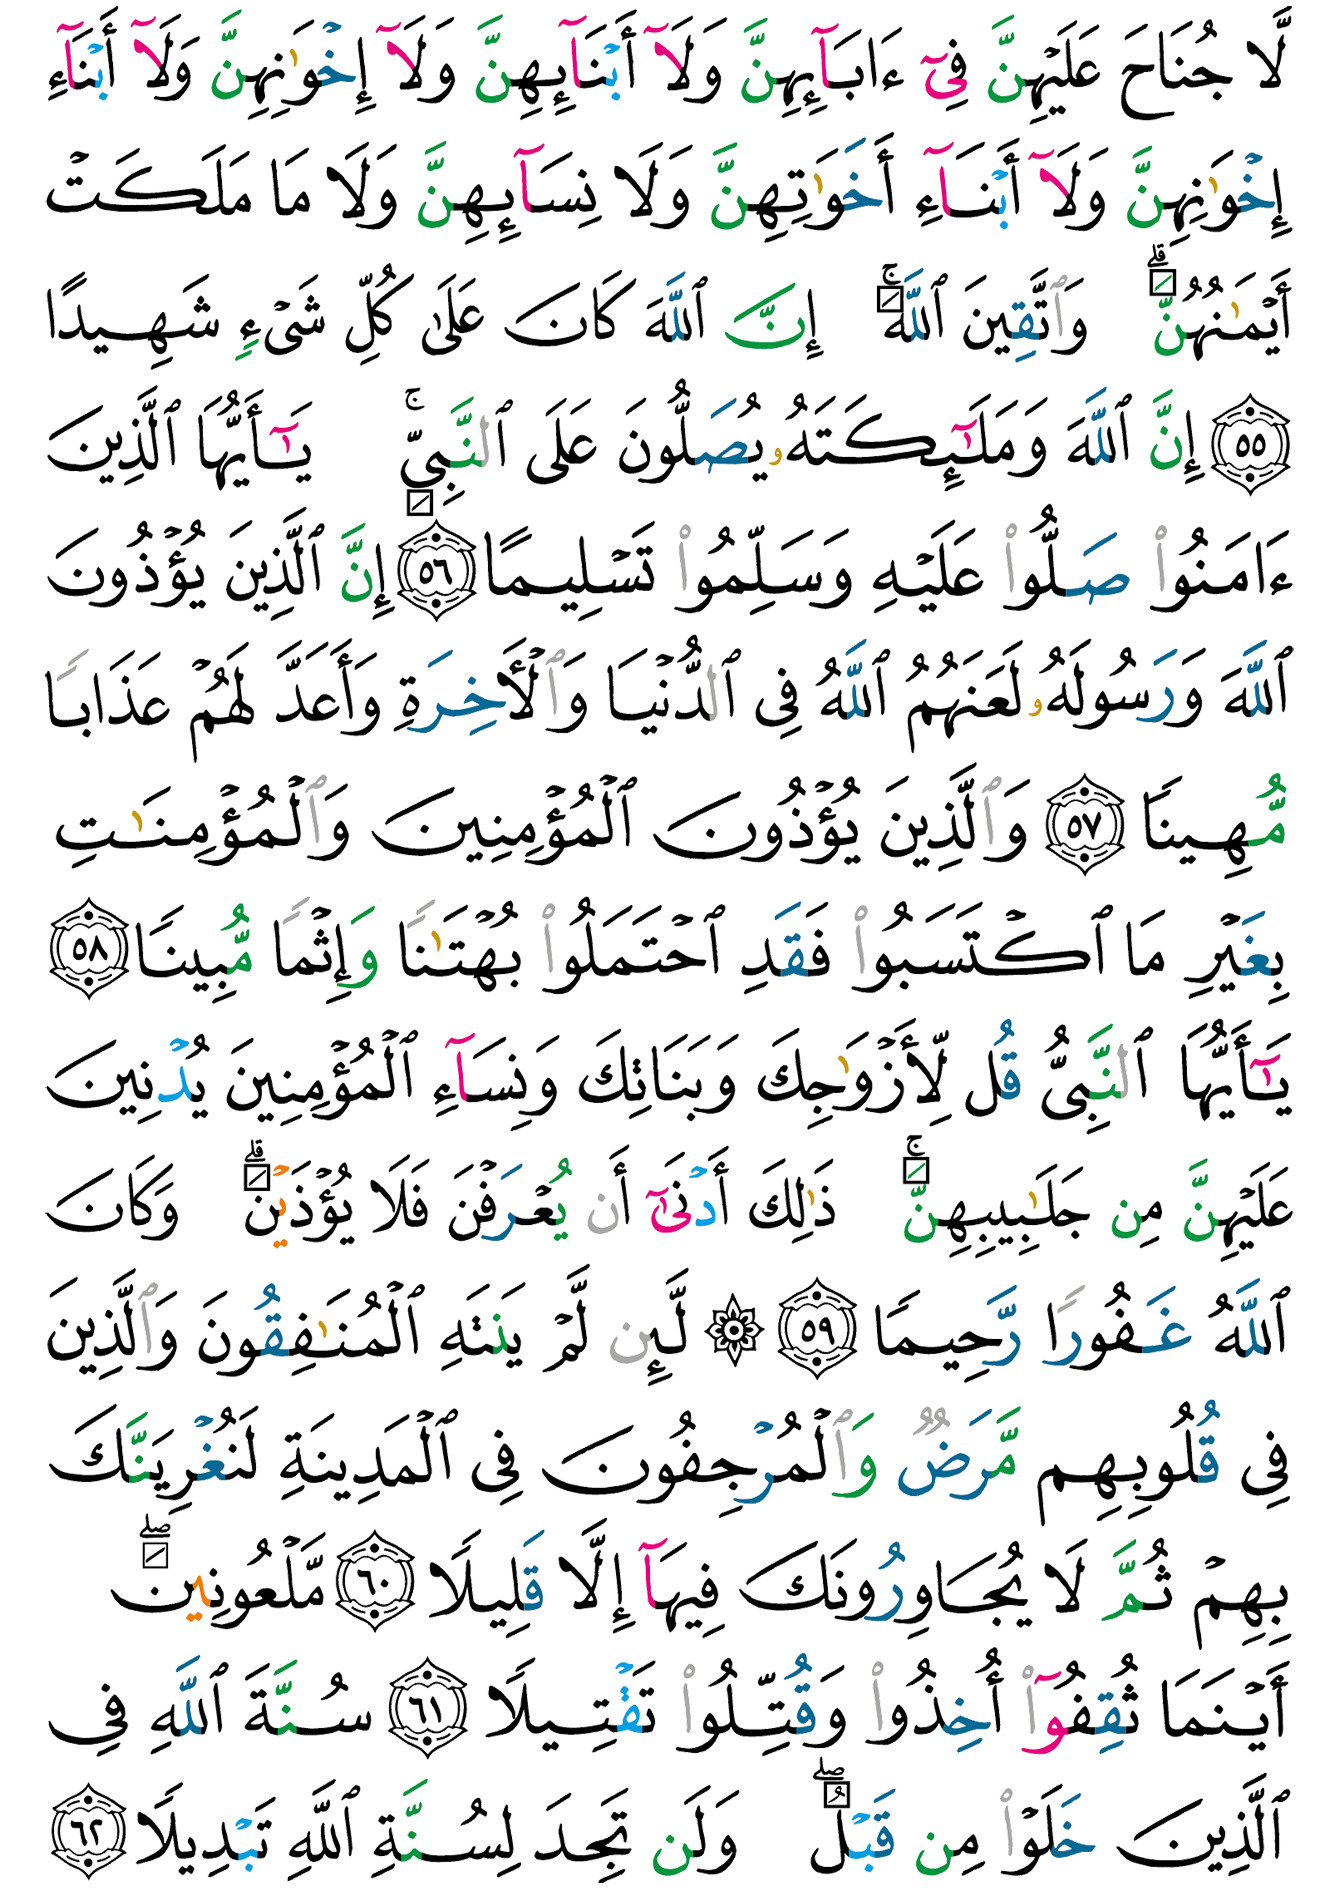 لَّا جُنَاحَ عَلَيْهِنَّ فِىٓ ءَابَآئِهِنَّ وَلَآ أَبْنَآئِهِنَّ وَلَآ إِخْوَٰنِهِنَّ وَلَآ أَبْنَآءِ
إِخْوَٰنِهِنَّ وَلَآ أَبْنَآءِ أَخَوَٰتِهِنَّ وَلَا نِسَآئِهِنَّ وَلَا مَا مَلَكَتْ
أَيْمَٰنُهُنَّ ۗ وَٱتَّقِينَ ٱللَّهَ ۚ إِنَّ ٱللَّهَ كَانَ عَلَىٰ كُلِّ شَىْءٍ شَهِيدًا
٥٥ إِنَّ ٱللَّهَ وَمَلَٰٓئِكَتَهُۥ يُصَلُّونَ عَلَى ٱلنَّبِىِّ ۚ يَٰٓأَيُّهَا ٱلَّذِينَ
ءَامَنُوا۟ صَلُّوا۟ عَلَيْهِ وَسَلِّمُوا۟ تَسْلِيمًا ٥٦ إِنَّ ٱلَّذِينَ يُؤْذُونَ
ٱللَّهَ وَرَسُولَهُۥ لَعَنَهُمُ ٱللَّهُ فِى ٱلدُّنْيَا وَٱلْأَخِرَةِ وَأَعَدَّ لَهُمْ عَذَابًا
مُّهِينًا ٥٧ وَٱلَّذِينَ يُؤْذُونَ ٱلْمُؤْمِنِينَ وَٱلْمُؤْمِنَٰتِ
بِغَيْرِ مَا ٱكْتَسَبُوا۟ فَقَدِ ٱحْتَمَلُوا۟ بُهْتَٰنًا وَإِثْمًا مُّبِينًا ٥٨
يَٰٓأَيُّهَا ٱلنَّبِىُّ قُل لِّأَزْوَٰجِكَ وَبَنَاتِكَ وَنِسَآءِ ٱلْمُؤْمِنِينَ يُدْنِينَ
عَلَيْهِنَّ مِن جَلَٰبِيبِهِنَّ ۚ ذَٰلِكَ أَدْنَىٰٓ أَن يُعْرَفْنَ فَلَا يُؤْذَيْنَ ۗ وَكَانَ
ٱللَّهُ غَفُورًا رَّحِيمًا ٥٩ ۞ لَّئِن لَّمْ يَنتَهِ ٱلْمُنَٰفِقُونَ وَٱلَّذِينَ
فِى قُلُوبِهِم مَّرَضٌ وَٱلْمُرْجِفُونَ فِى ٱلْمَدِينَةِ لَنُغْرِيَنَّكَ
بِهِمْ ثُمَّ لَا يُجَاوِرُونَكَ فِيهَآ إِلَّا قَلِيلًا ٦٠ مَّلْعُونِينَ ۖ
أَيْنَمَا ثُقِفُوٓا۟ أُخِذُوا۟ وَقُتِّلُوا۟ تَقْتِيلًا ٦١ سُنَّةَ ٱللَّهِ فِى
ٱلَّذِينَ خَلَوْا۟ مِن قَبْلُ ۖ وَلَن تَجِدَ لِسُنَّةِ ٱللَّهِ تَبْدِيلًا ٦٢